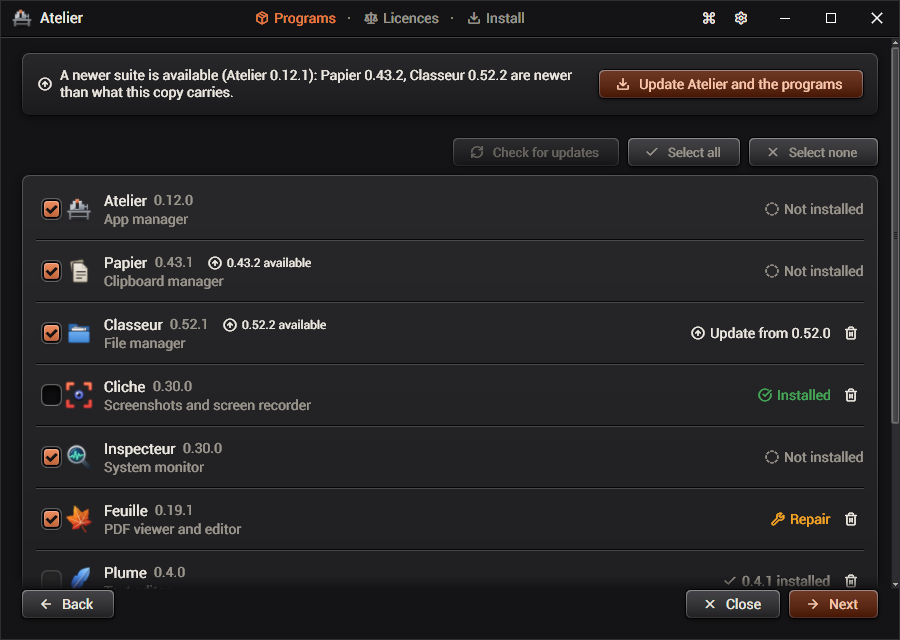 Atelier
Programs · Licences · Install
A newer suite is available (Atelier 0.12.1): Papier 0.43.2, Classeur 0.52.2 are newer
than what this copy carries.
Update Atelier and the programs
Check for updates
Select all
Select none
Atelier 0.12.0
App manager
Not installed
Papier 0.43.1 0.43.2 available
Clipboard manager
Not installed
Classeur 0.52.1 0.52.2 available
File manager
Update from 0.52.0
Cliche 0.30.0
Screenshots and screen recorder
Installed
Inspecteur 0.30.0
System monitor
Not installed
Feuille 0.19.1
PDF viewer and editor
Repair
Plume 0.4.0
0.4.1 installed
Back
Close
Next